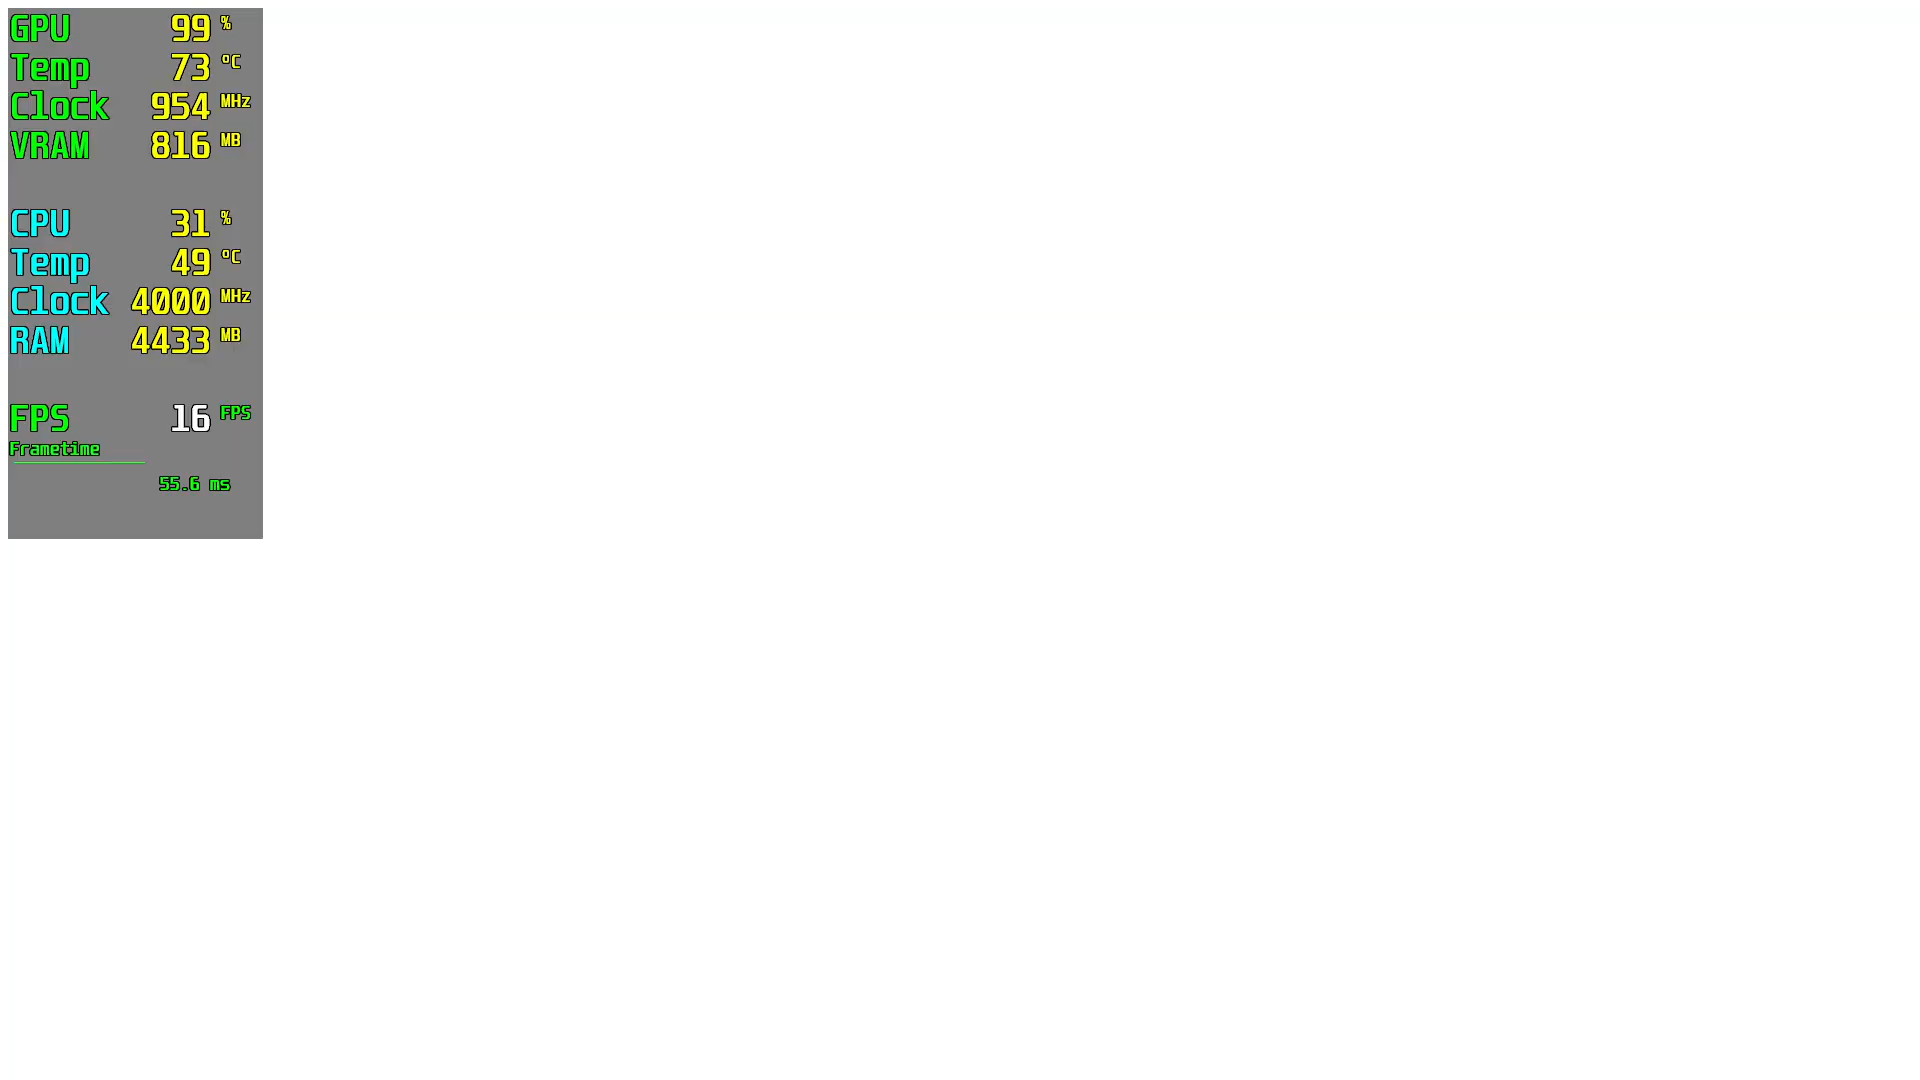 GPU 99 %
Temp 73 °C
Clock 954 MHz
VRAM 816 MB
CPU 31 %
Temp 49 °C
Clock 4000 MHz
RAM 4433 MB
FPS 16 FPS
Frametime
55.6 ms